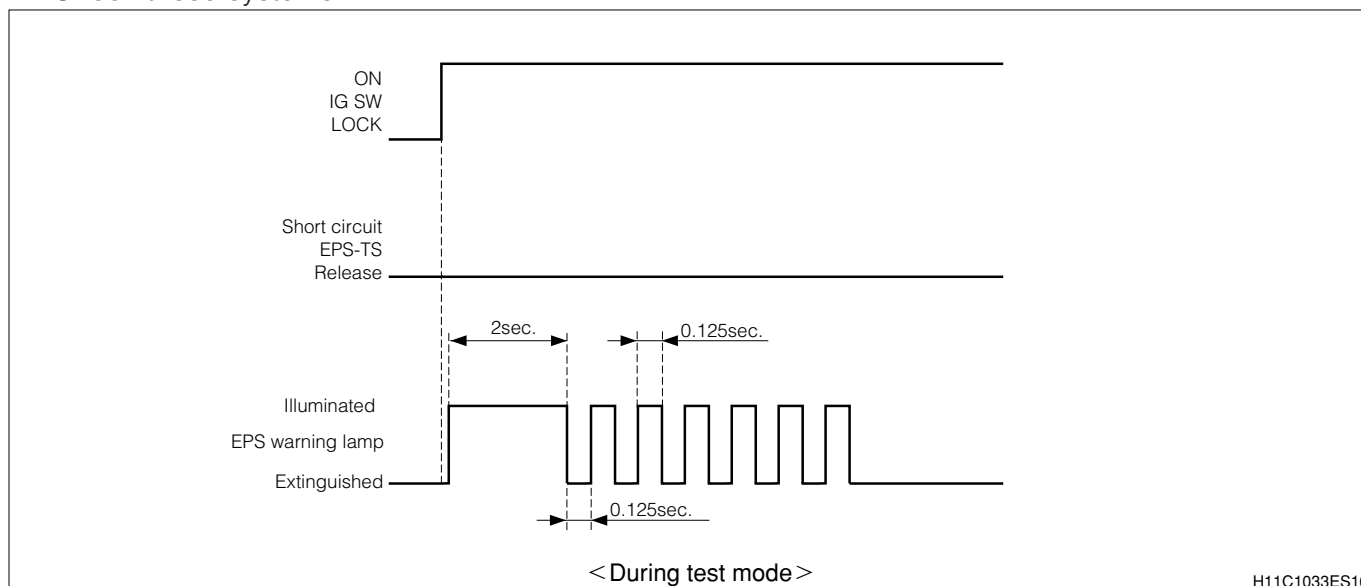 ON
IG SW
LOCK
Short circuit
EPS-TS
Release
2sec.
0.125sec.
Illuminated
EPS warning lamp
Extinguished
0.125sec.
<During test mode>